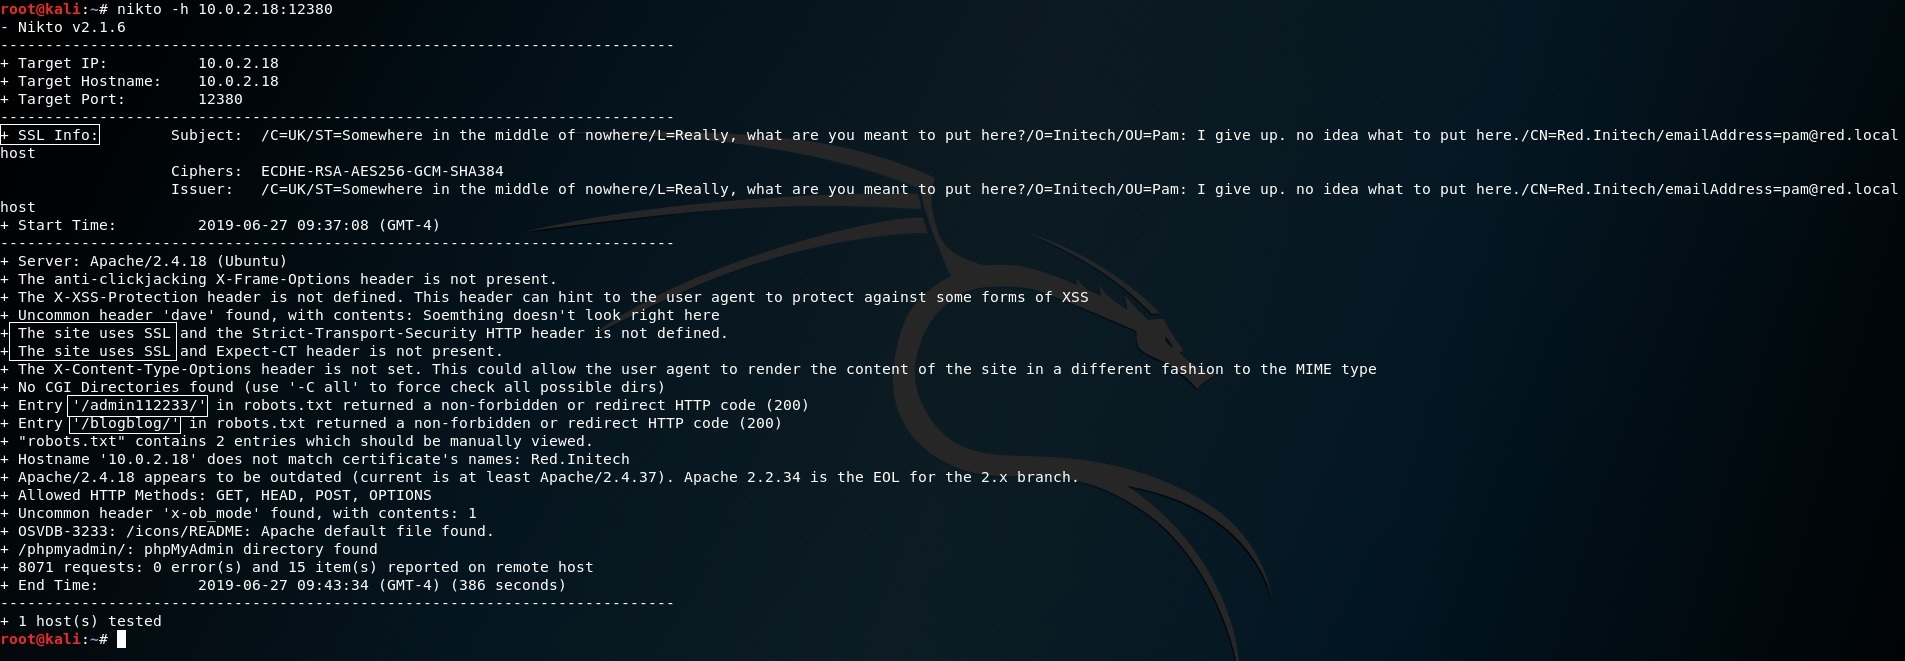 root@kali:~# nikto -h 10.0.2.18:12380
- Nikto v2.1.6
---------------------------------------------------------------------------
+ Target IP:          10.0.2.18
+ Target Hostname:    10.0.2.18
+ Target Port:        12380
---------------------------------------------------------------------------
+ SSL Info:        Subject:  /C=UK/ST=Somewhere in the middle of nowhere/L=Really, what are you meant to put here?/O=Initech/OU=Pam: I give up. no idea what to put here./CN=Red.Initech/emailAddress=pam@red.local
host
                   Ciphers:  ECDHE-RSA-AES256-GCM-SHA384
                   Issuer:   /C=UK/ST=Somewhere in the middle of nowhere/L=Really, what are you meant to put here?/O=Initech/OU=Pam: I give up. no idea what to put here./CN=Red.Initech/emailAddress=pam@red.local
host
+ Start Time:         2019-06-27 09:37:08 (GMT-4)
---------------------------------------------------------------------------
+ Server: Apache/2.4.18 (Ubuntu)
+ The anti-clickjacking X-Frame-Options header is not present.
+ The X-XSS-Protection header is not defined. This header can hint to the user agent to protect against some forms of XSS
+ Uncommon header 'dave' found, with contents: Soemthing doesn't look right here
+ The site uses SSL and the Strict-Transport-Security HTTP header is not defined.
+ The site uses SSL and Expect-CT header is not present.
+ The X-Content-Type-Options header is not set. This could allow the user agent to render the content of the site in a different fashion to the MIME type
+ No CGI Directories found (use '-C all' to force check all possible dirs)
+ Entry '/admin112233/' in robots.txt returned a non-forbidden or redirect HTTP code (200)
+ Entry '/blogblog/' in robots.txt returned a non-forbidden or redirect HTTP code (200)
+ "robots.txt" contains 2 entries which should be manually viewed.
+ Hostname '10.0.2.18' does not match certificate's names: Red.Initech
+ Apache/2.4.18 appears to be outdated (current is at least Apache/2.4.37). Apache 2.2.34 is the EOL for the 2.x branch.
+ Allowed HTTP Methods: GET, HEAD, POST, OPTIONS
+ Uncommon header 'x-ob_mode' found, with contents: 1
+ OSVDB-3233: /icons/README: Apache default file found.
+ /phpmyadmin/: phpMyAdmin directory found
+ 8071 requests: 0 error(s) and 15 item(s) reported on remote host
+ End Time:           2019-06-27 09:43:34 (GMT-4) (386 seconds)
---------------------------------------------------------------------------
+ 1 host(s) tested
root@kali:~#